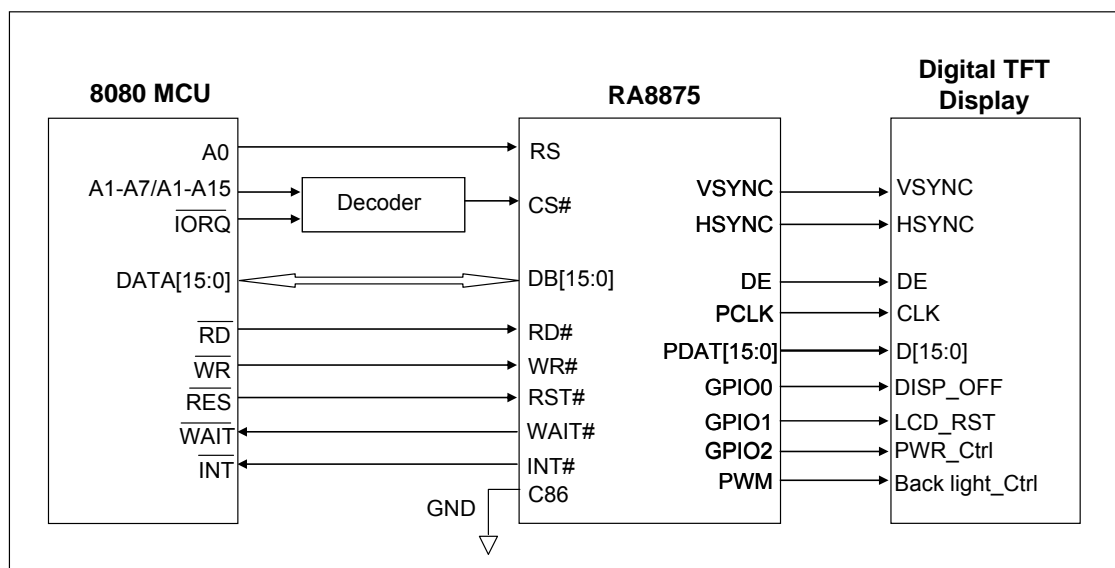 8080 MCU
A0
A1-A7/A1-A15
IORQ
DATA[15:0]
RD
WR
RES
WAIT
INT
Decoder
GND
RA8875
RS
CS#
DB[15:0]
RD#
WR#
RST#
WAIT#
INT#
C86
VSYNC
HSYNC
DE
PCLK
PDAT[15:0]
GPIO0
GPIO1
GPIO2
PWM
Digital TFT
Display
VSYNC
HSYNC
DE
CLK
D[15:0]
DISP_OFF
LCD_RST
PWR_Ctrl
Back light_Ctrl